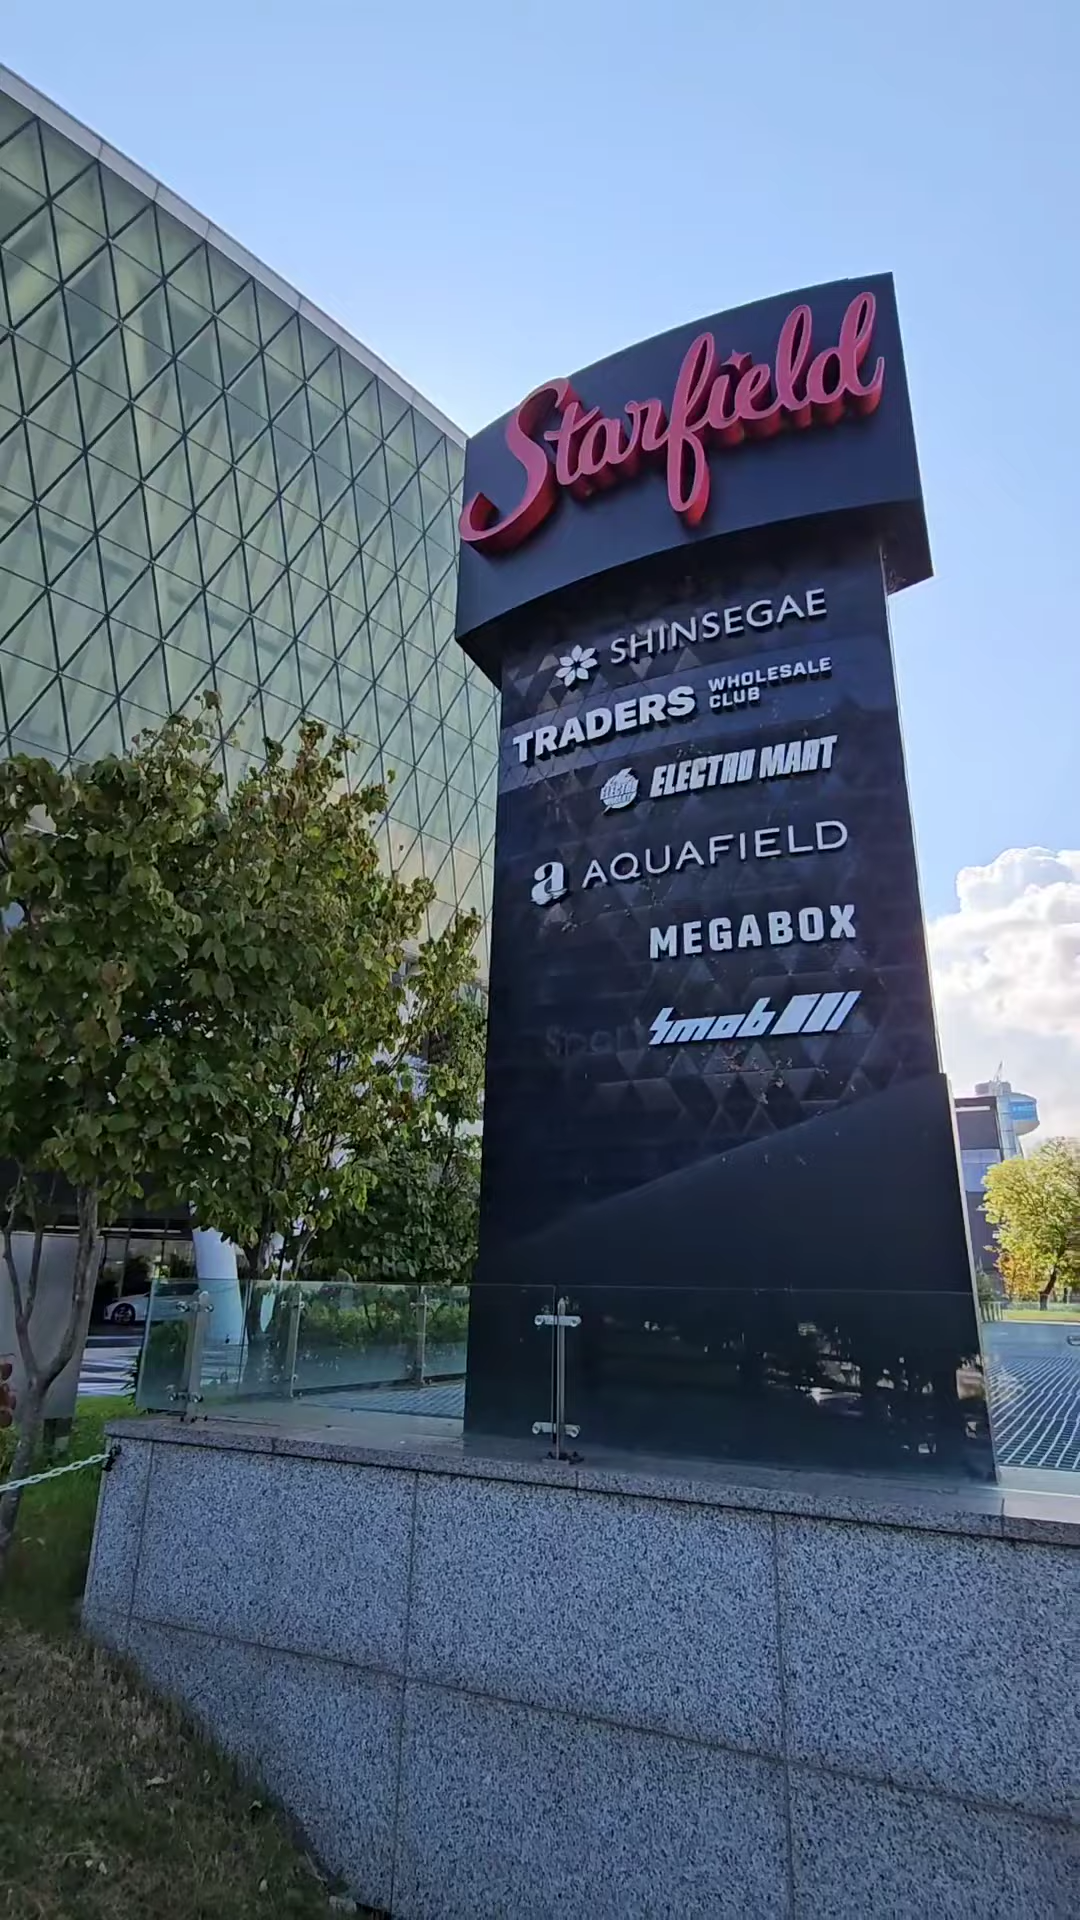 Starfield
SHINSEGAE
TRADERS WHOLESALE CLUB
ELECTRO MART
a AQUAFIELD
MEGABOX
smob